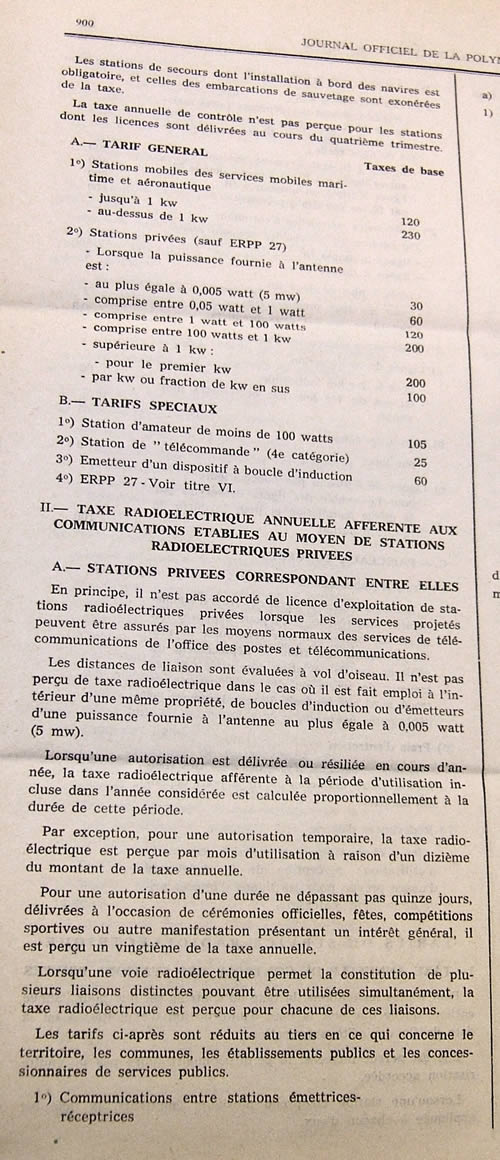 900
JOURNAL OFFICIEL DE LA POLYN
Les stations de secours dont l'installation à bord des navires est
obligatoire, et celles des embarcations de sauvetage sont exonérées
de la taxe.
La taxe annuelle de contrôle n'est pas perçue pour les stations
dont les licences sont délivrées au cours du quatrième trimestre.
A.— TARIF GENERAL
Taxes de base
1º) Stations mobiles des services mobiles mari-
time et aéronautique
- jusqu'à 1 kw 120
- au-dessus de 1 kw 230
2º) Stations privées (sauf ERPP 27)
- Lorsque la puissance fournie à l'antenne
est :
- au plus égale à 0,005 watt (5 mw) 30
- comprise entre 0,05 watt et 1 watt 60
- comprise entre 1 watt et 100 watts 120
- comprise entre 100 watts et 1 kw 200
- supérieure à 1 kw :
- pour le premier kw 200
- par kw ou fraction de kw en sus 100
B.— TARIFS SPECIAUX
1º) Station d'amateur de moins de 100 watts 105
2º) Station de " télécommande " (4e catégorie) 25
3º) Emetteur d'un dispositif à boucle d'induction 60
4º) ERPP 27 - Voir titre VI.
II.— TAXE RADIOELECTRIQUE ANNUELLE AFFERENTE AUX
COMMUNICATIONS ETABLIES AU MOYEN DE STATIONS
RADIOELECTRIQUES PRIVEES
A.— STATIONS PRIVEES CORRESPONDANT ENTRE ELLES
En principe, il n'est pas accordé de licence d'exploitation de sta-
tions radioélectriques privées lorsque les services projetés
peuvent être assurés par les moyens normaux des services de télé-
communications de l'office des postes et télécommunications.
Les distances de liaison sont évaluées à vol d'oiseau. Il n'est pas
perçu de taxe radioélectrique dans le cas où il est fait emploi à l'in-
térieur d'une même propriété, de boucles d'induction ou d'émetteurs
d'une puissance fournie à l'antenne au plus égale à 0,005 watt
(5 mw).
Lorsqu'une autorisation est délivrée ou résiliée en cours d'an-
née, la taxe radioélectrique afférente à la période d'utilisation in-
cluse dans l'année considérée est calculée proportionnellement à la
durée de cette période.
Par exception, pour une autorisation temporaire, la taxe radio-
électrique est perçue par mois d'utilisation à raison d'un dizième
du montant de la taxe annuelle.
Pour une autorisation d'une durée ne dépassant pas quinze jours,
délivrées à l'occasion de cérémonies officielles, fêtes, compétitions
sportives ou autre manifestation présentant un intérêt général, il
est perçu un vingtième de la taxe annuelle.
Lorsqu'une voie radioélectrique permet la constitution de plu-
sieurs liaisons distinctes pouvant être utilisées simultanément, la
taxe radioélectrique est perçue pour chacune de ces liaisons.
Les tarifs ci-après sont réduits au tiers en ce qui concerne le
territoire, les communes, les établissements publics et les conces-
sionnaires de services publics.
1º) Communications entre stations émettrices-
réceptrices
a)
1)
d
m